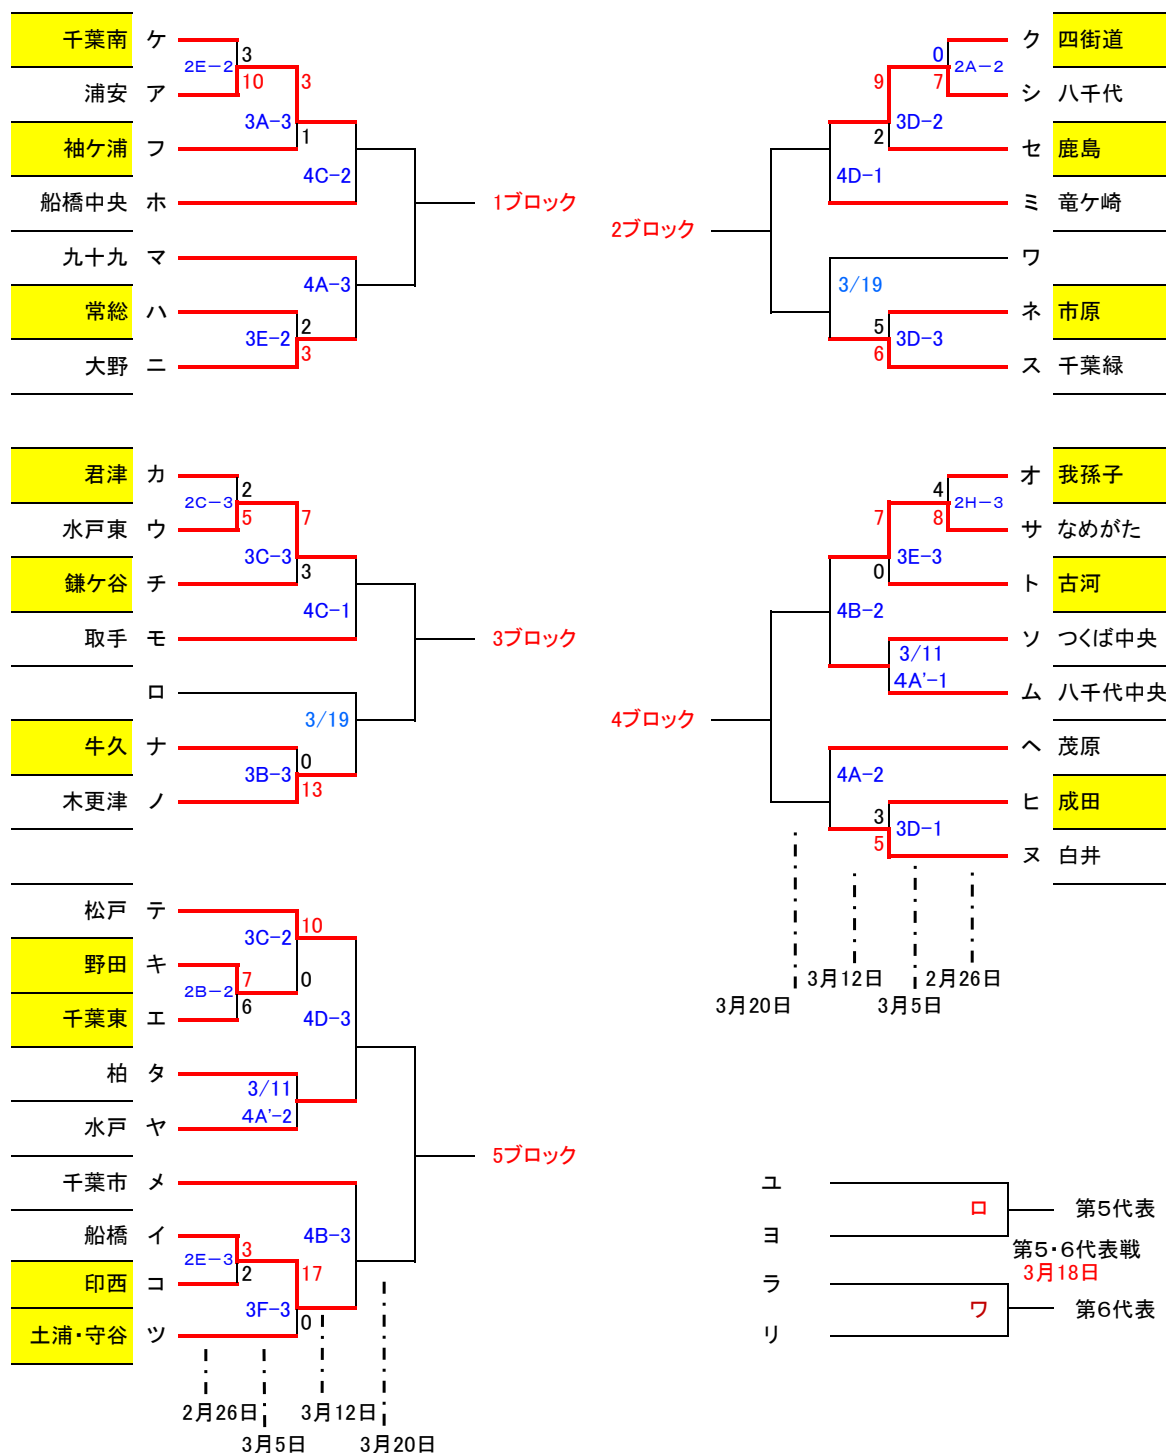 千葉南 ケ
2E-2
3
10
浦安 ア
3
3A-3
1
袖ケ浦 フ
4C-2
船橋中央 ホ
1ブロック
九十九 マ
4A-3
常総 ハ
3E-2
2
3
大野 ニ
ク 四街道
0
2A-2
7
シ 八千代
9
3D-2
2
セ 鹿島
4D-1
ミ 竜ケ崎
2ブロック
ワ
3/19
ネ 市原
5
3D-3
6
ス 千葉緑
君津 カ
2C-3
2
5
水戸東 ウ
7
3C-3
3
鎌ケ谷 チ
4C-1
取手 モ
3ブロック
ロ
3/19
牛久 ナ
3B-3
0
13
木更津 ノ
オ 我孫子
4
2H-3
8
サ なめがた
7
3E-3
0
ト 古河
4B-2
ソ つくば中央
3/11
4A'-1
ム 八千代中央
4ブロック
ヘ 茂原
4A-2
ヒ 成田
3
3D-1
5
ヌ 白井
3月12日
2月26日
3月20日
3月5日
松戸 テ
10
3C-2
野田 キ
0
2B-2
7
6
千葉東 エ
4D-3
柏 タ
3/11
4A'-2
水戸 ヤ
5ブロック
千葉市 メ
船橋 イ
4B-3
2E-3
3
2
印西 コ
17
3F-3
0
土浦・守谷 ツ
2月26日
3月12日
3月5日
3月20日
ユ
ロ
第5代表
ヨ
第5・6代表戦
3月18日
ラ
ワ
第6代表
リ